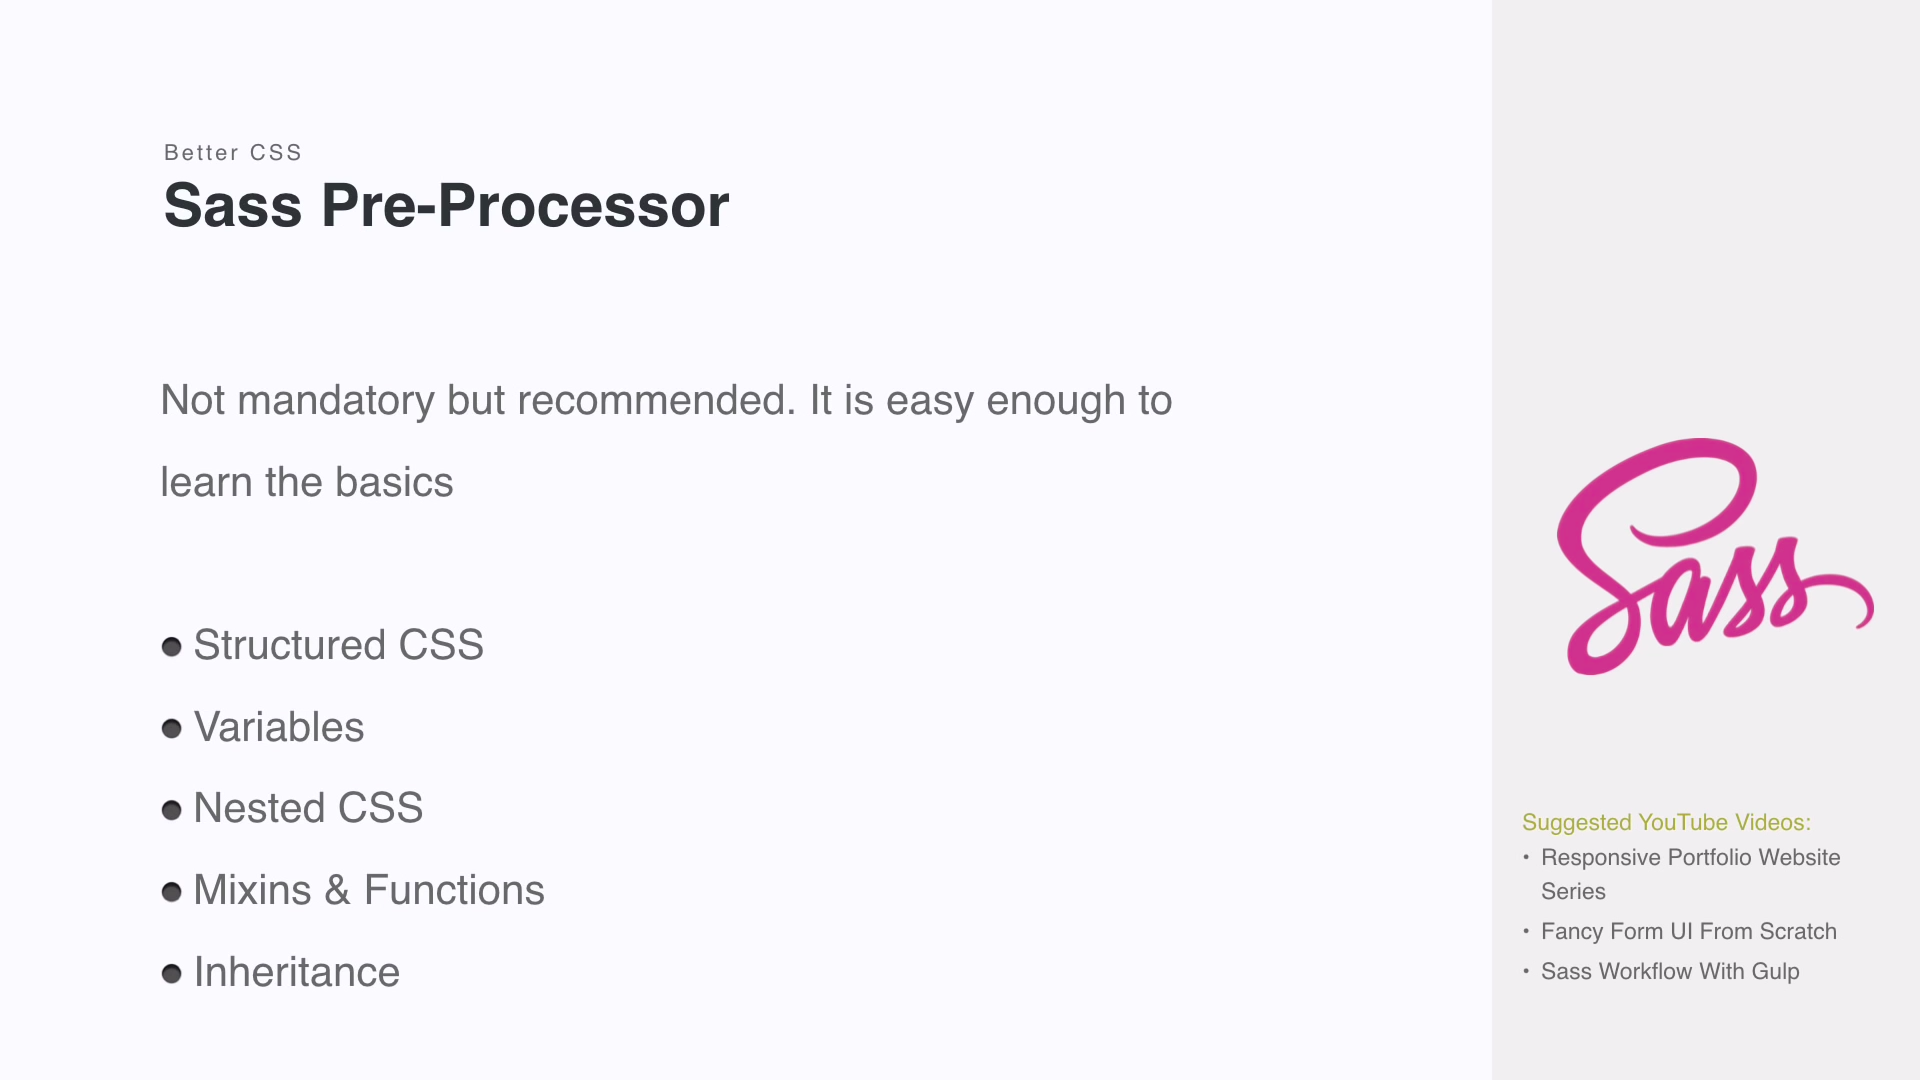 Better CSS
Sass Pre-Processor
Not mandatory but recommended. It is easy enough to
learn the basics
Structured CSS
Variables
Nested CSS
Mixins & Functions
Inheritance
Sass
Suggested YouTube Videos:
• Responsive Portfolio Website
Series
• Fancy Form UI From Scratch
• Sass Workflow With Gulp